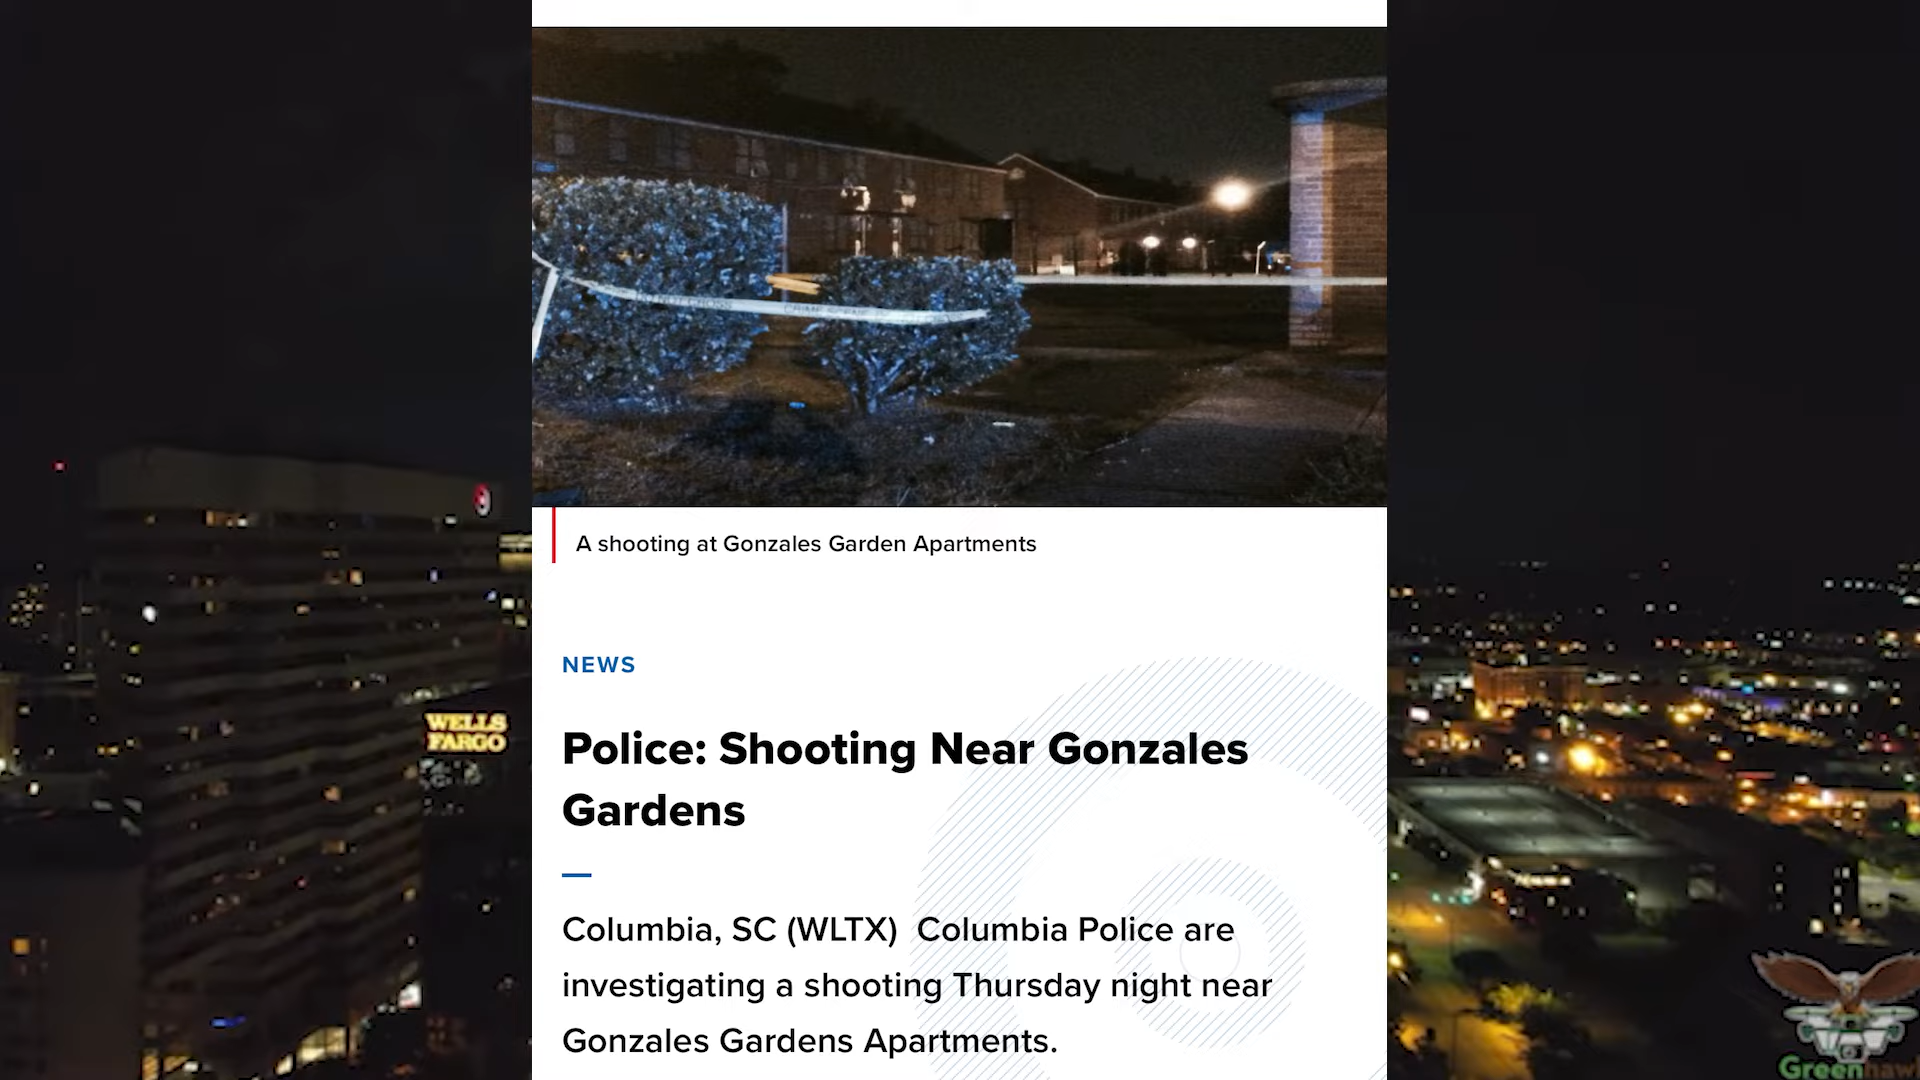 A shooting at Gonzales Garden Apartments
NEWS
Police: Shooting Near Gonzales
Gardens
Columbia, SC (WLTX)  Columbia Police are
investigating a shooting Thursday night near
Gonzales Gardens Apartments.
WELLS
FARGO
Greenhawk